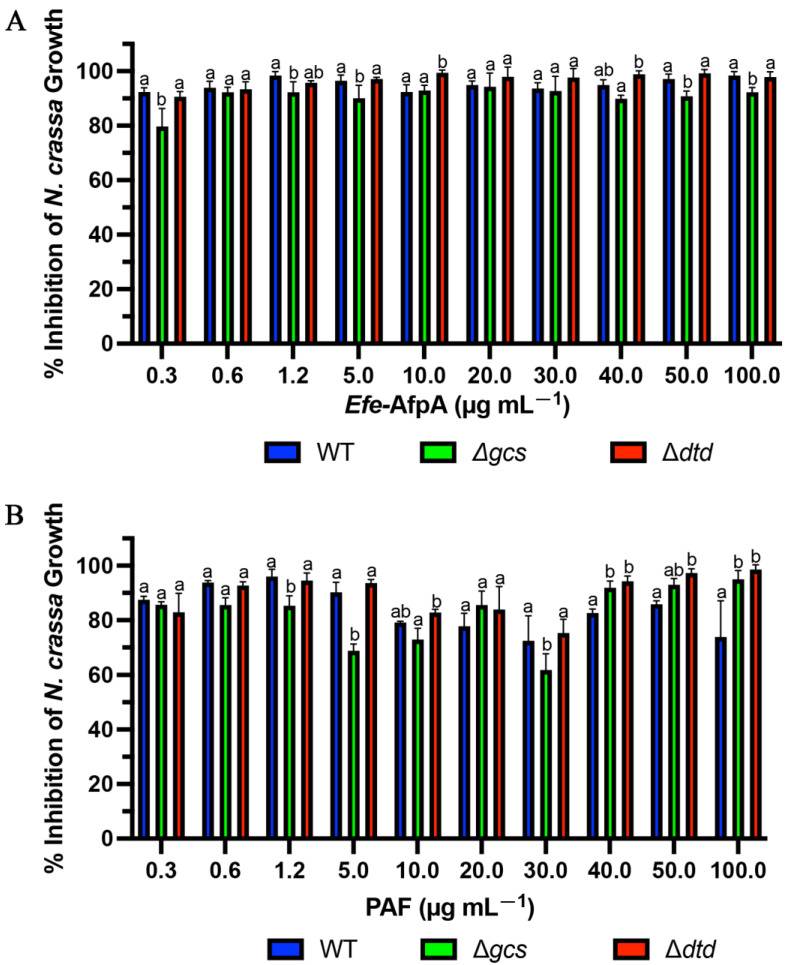 A
% Inhibition of N. crassa Growth
100
80
60
40
20
0
a b a a a a a b ab a b a a a b a a a a a a ab a b a b a a b a
0.3 0.6 1.2 5.0 10.0 20.0 30.0 40.0 50.0 100.0
Efe-AfpA (µg mL−1)
WT Δgcs Δdtd
B
% Inhibition of N. crassa Growth
100
80
60
40
20
0
a a a a a a a b a a b a ab a b a a a a b a a b b a ab b a b b
0.3 0.6 1.2 5.0 10.0 20.0 30.0 40.0 50.0 100.0
PAF (µg mL−1)
WT Δgcs Δdtd